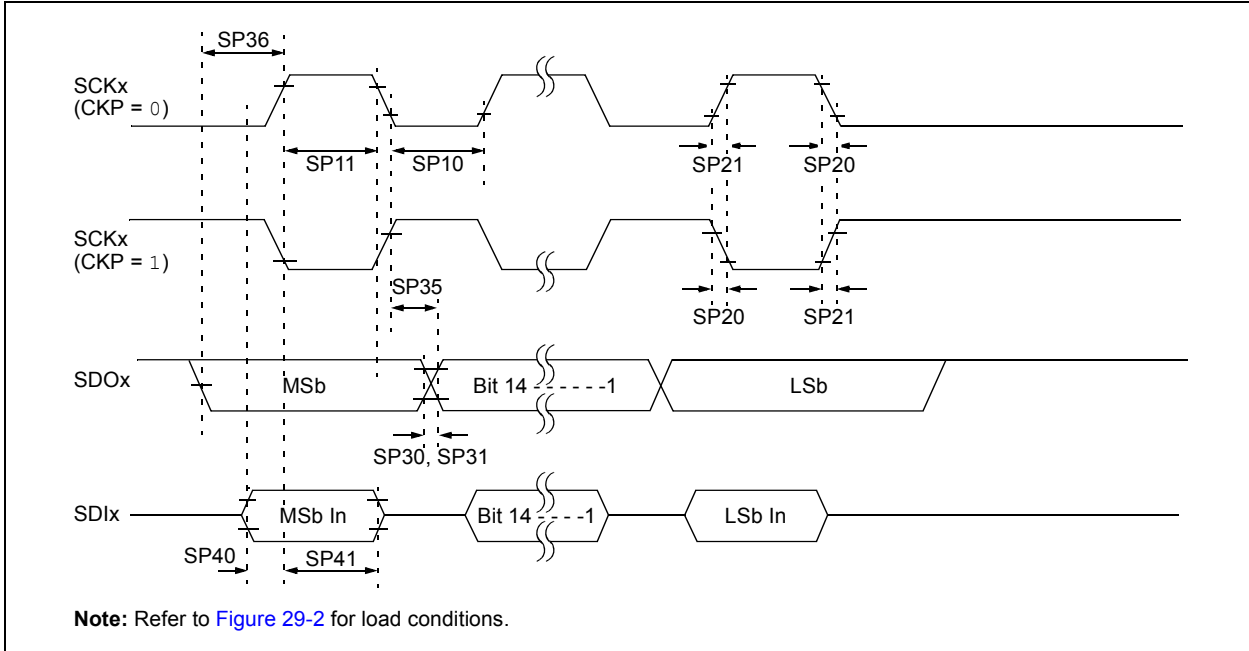 SP36
SCKx
(CKP = 0)
SP11
SP10
SP21
SP20
SCKx
(CKP = 1)
SP35
SP20
SP21
SDOx
MSb
Bit 14 - - - - - -1
LSb
SP30, SP31
SDIx
MSb In
Bit 14 - - - -1
LSb In
SP40
SP41
Note: Refer to Figure 29-2 for load conditions.